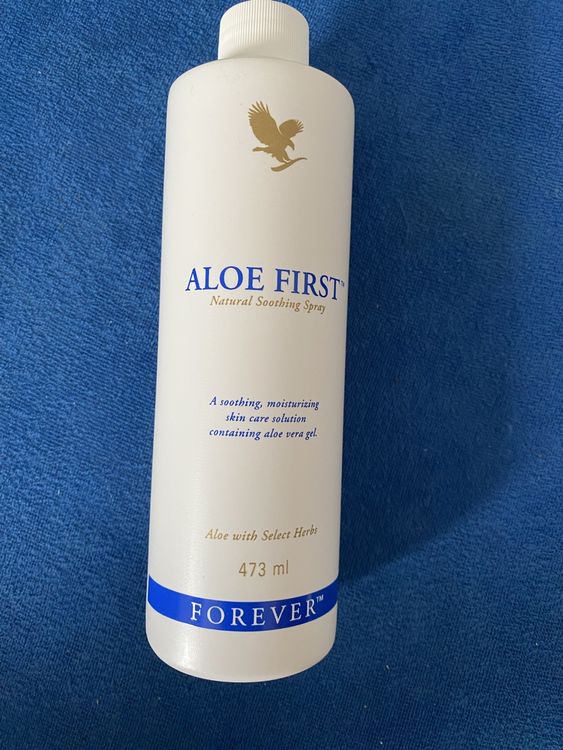 ALOE FIRST™
Natural Soothing Spray
A soothing, moisturizing
skin care solution
containing aloe vera gel.
Aloe with Select Herbs
473 ml
FOREVER™